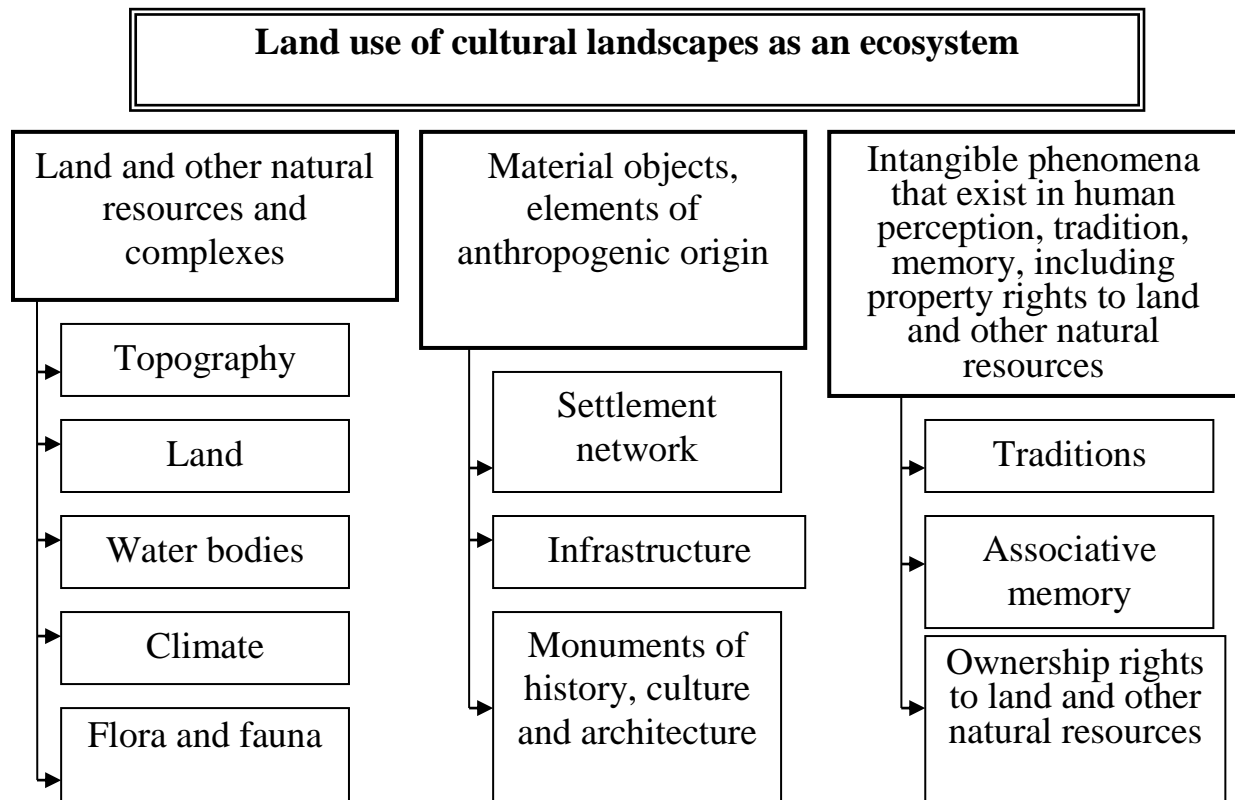 Land use of cultural landscapes as an ecosystem
Land and other natural
resources and
complexes
Topography
Land
Water bodies
Climate
Flora and fauna
Material objects,
elements of
anthropogenic origin
Settlement
network
Infrastructure
Monuments of
history, culture
and architecture
Intangible phenomena
that exist in human
perception, tradition,
memory, including
property rights to land
and other natural
resources
Traditions
Associative
memory
Ownership rights
to land and other
natural resources